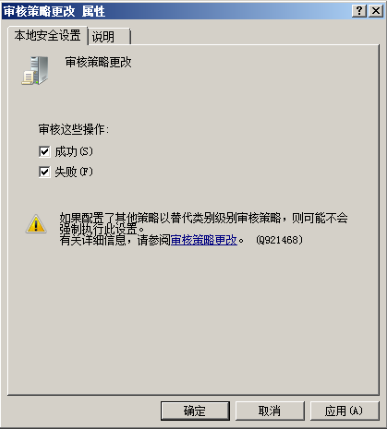 审核策略更改 属性
本地安全设置 说明
审核策略更改
审核这些操作:
成功(S)
失败(F)
如果配置了其他策略以替代类别级别审核策略，则可能不会
强制执行此设置。
有关详细信息，请参阅审核策略更改。 (Q921468)
确定 取消 应用(A)